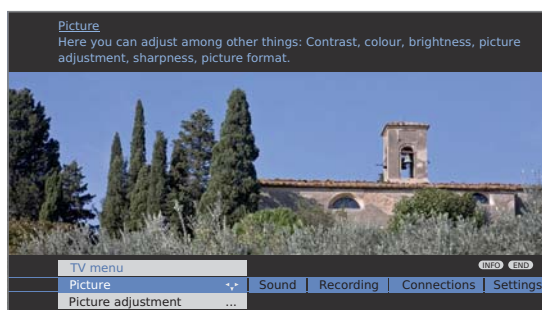 Picture
Here you can adjust among other things: Contrast, colour, brightness, picture
adjustment, sharpness, picture format.
TV menu
INFO END
Picture Sound Recording Connections Settings
Picture adjustment ...